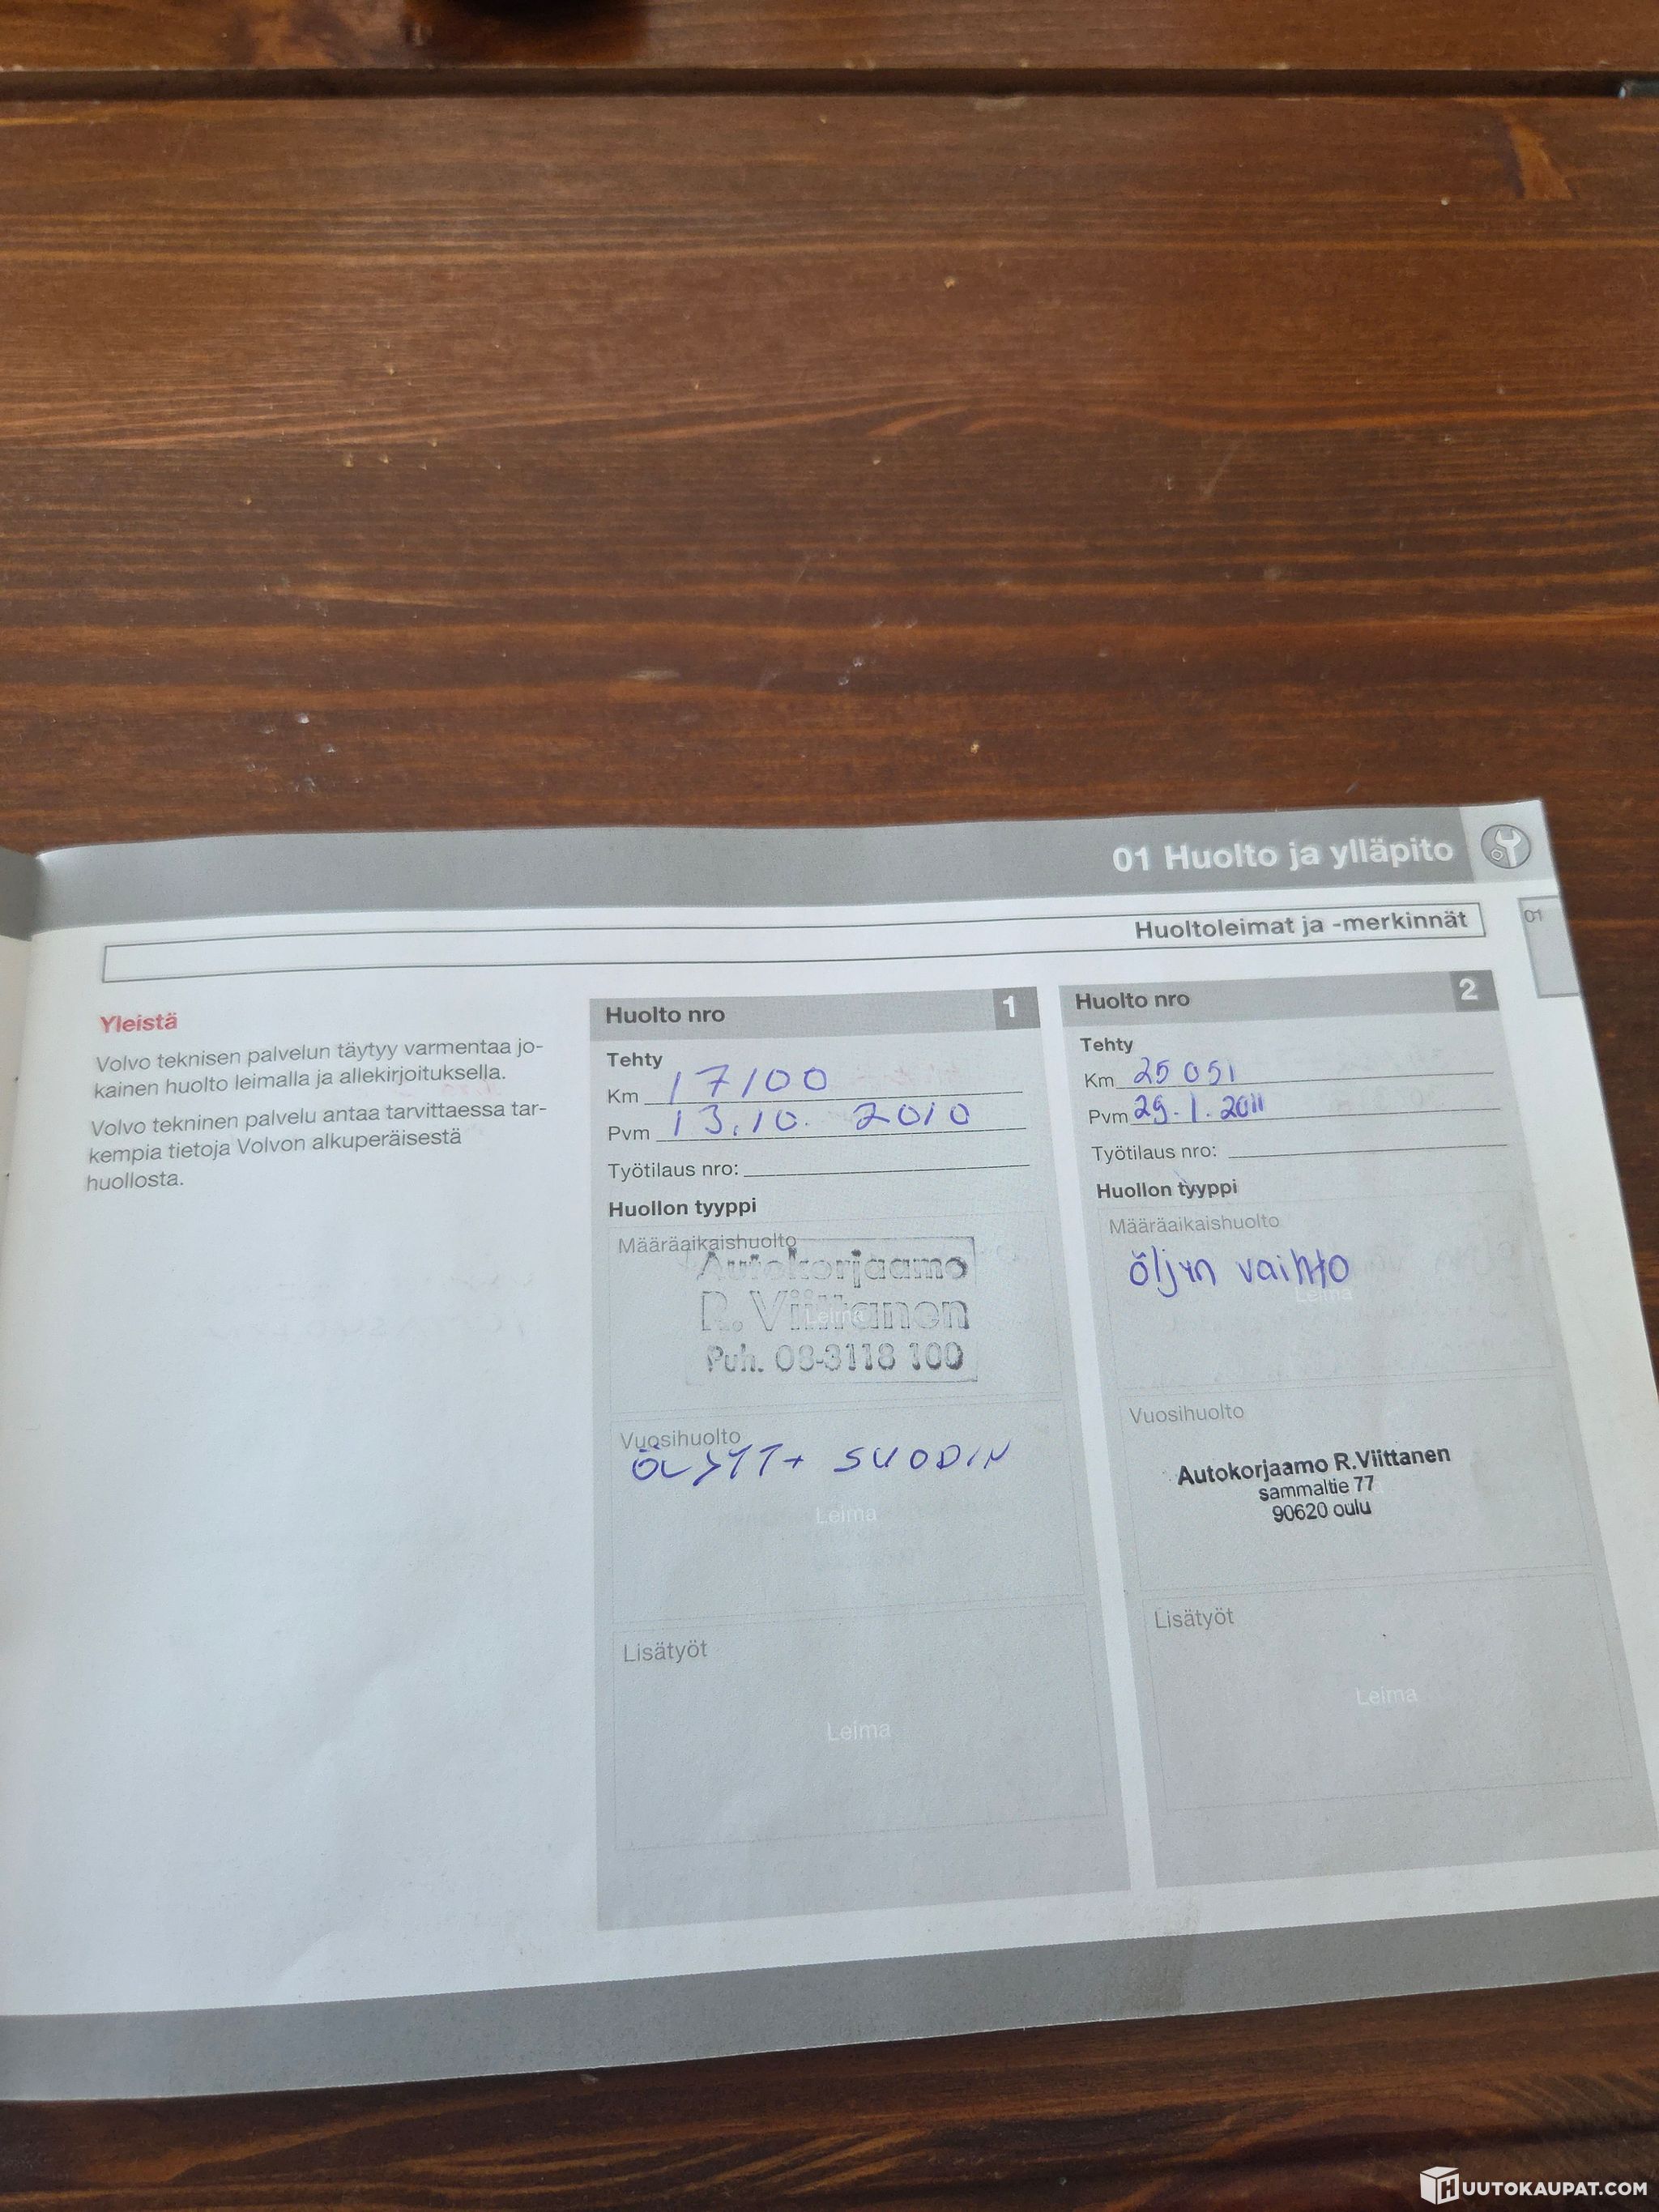 01 Huolto ja ylläpito
01
Huoltoleimat ja -merkinnät
Yleistä
Volvo teknisen palvelun täytyy varmentaa jo-
kainen huolto leimalla ja allekirjoituksella.
Volvo tekninen palvelu antaa tarvittaessa tar-
kempia tietoja Volvon alkuperäisestä
huollosta.
Huolto nro 1
Tehty
Km 17100
Pvm 13.10. 2010
Työtilaus nro:
Huollon tyyppi
Määräaikaishuolto
Autokorjaamo
R. Viittanen
Leima
Puh. 08-3118 100
Vuosihuolto
ÖLJYT+ SUODIN
Leima
Lisätyöt
Leima
Huolto nro 2
Tehty
Km 25051
Pvm 29.1.2011
Työtilaus nro:
Huollon tyyppi
Määräaikaishuolto
öljyn vaihto
Leima
Vuosihuolto
Autokorjaamo R.Viittanen
sammaltie 77
90620 oulu
Lisätyöt
Leima
HUUTOKAUPAT.COM